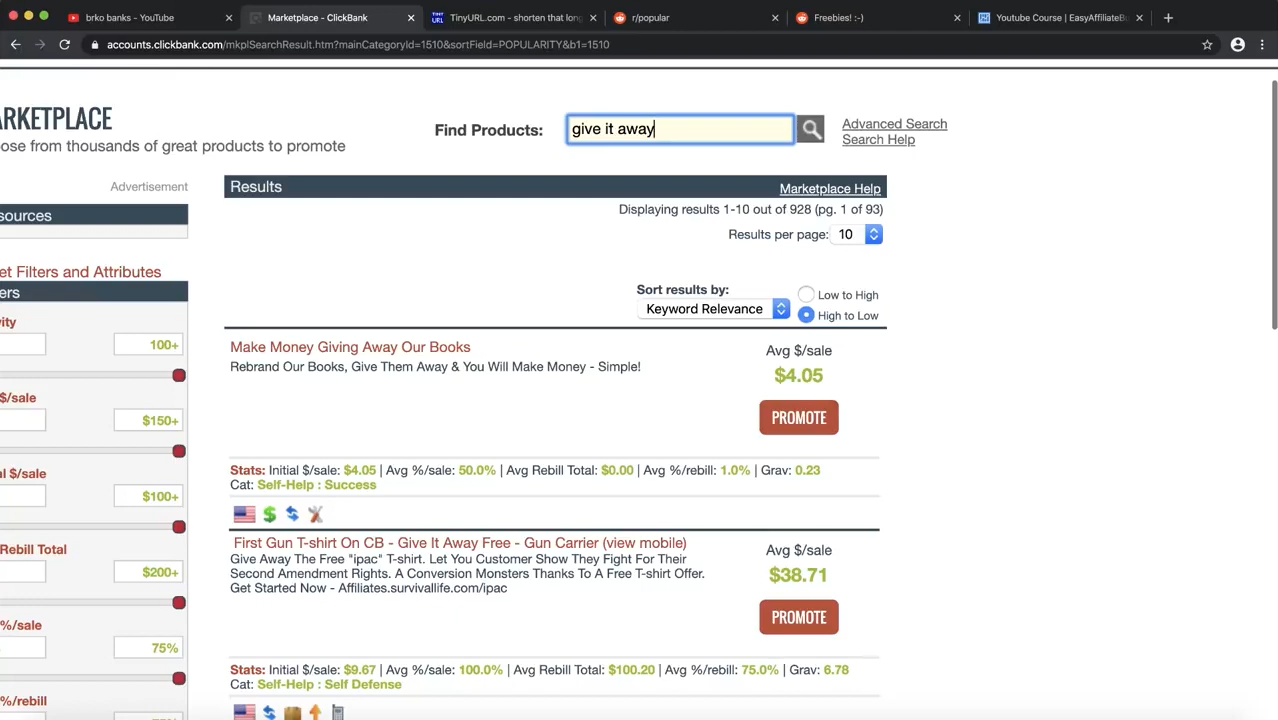 brko banks - YouTube
Marketplace - ClickBank
TinyURL.com - shorten that long
r/popular
Freebies! :-)
Youtube Course | EasyAffiliateBo
accounts.clickbank.com/mkplSearchResult.htm?mainCategoryId=1510&sortField=POPULARITY&b1=1510
ARKETPLACE
Find Products:
give it away
Advanced Search
Search Help
ose from thousands of great products to promote
Advertisement
Results
Marketplace Help
sources
Displaying results 1-10 out of 928 (pg. 1 of 93)
Results per page:
10
et Filters and Attributes
ers
Sort results by:
Keyword Relevance
Low to High
High to Low
vity
100+
Make Money Giving Away Our Books
Avg $/sale
Rebrand Our Books, Give Them Away & You Will Make Money - Simple!
$4.05
$/sale
$150+
PROMOTE
al $/sale
Stats: Initial $/sale: $4.05 | Avg %/sale: 50.0% | Avg Rebill Total: $0.00 | Avg %/rebill: 1.0% | Grav: 0.23
Cat: Self-Help : Success
$100+
First Gun T-shirt On CB - Give It Away Free - Gun Carrier (view mobile)
Avg $/sale
Rebill Total
Give Away The Free "ipac" T-shirt. Let You Customer Show They Fight For Their
Second Amendment Rights. A Conversion Monsters Thanks To A Free T-shirt Offer.
Get Started Now - Affiliates.survivallife.com/ipac
$38.71
$200+
PROMOTE
%/sale
75%
Stats: Initial $/sale: $9.67 | Avg %/sale: 100.0% | Avg Rebill Total: $100.20 | Avg %/rebill: 75.0% | Grav: 6.78
Cat: Self-Help : Self Defense
%/rebill